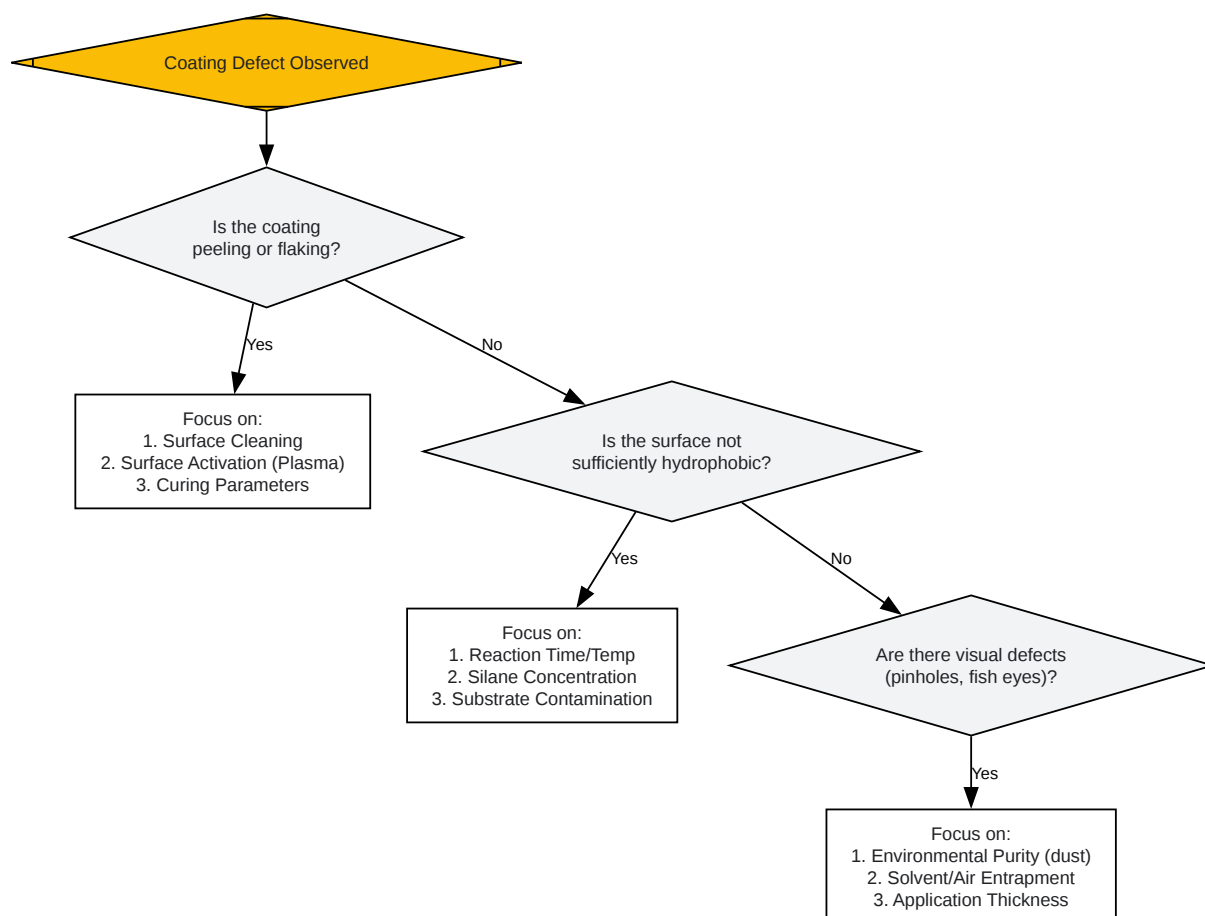 Coating Defect Observed
Is the coating
peeling or flaking?
Yes
No
Focus on:
1. Surface Cleaning
2. Surface Activation (Plasma)
3. Curing Parameters
Is the surface not
sufficiently hydrophobic?
Yes
No
Focus on:
1. Reaction Time/Temp
2. Silane Concentration
3. Substrate Contamination
Are there visual defects
(pinholes, fish eyes)?
Yes
Focus on:
1. Environmental Purity (dust)
2. Solvent/Air Entrapment
3. Application Thickness